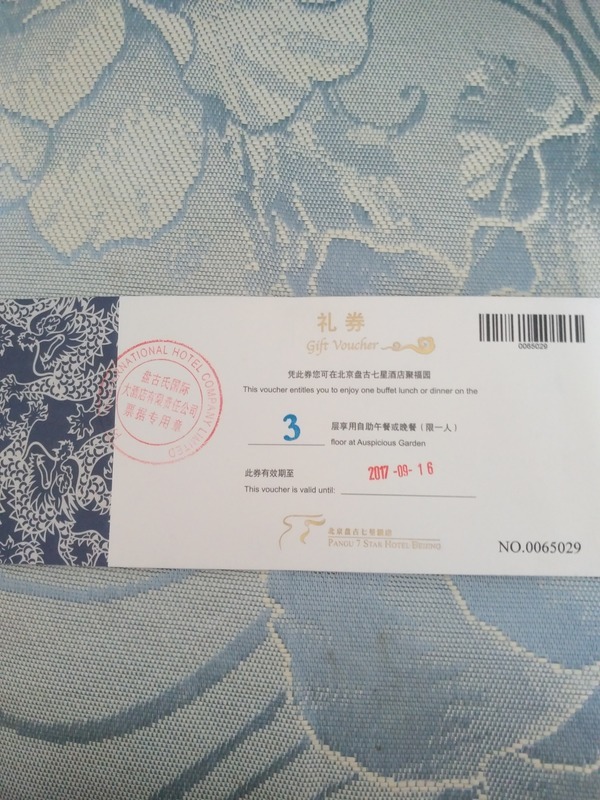 礼券
Gift Voucher
0065029
凭此券您可在北京盘古七星酒店聚福园
This voucher entitles you to enjoy one buffet lunch or dinner on the
3 层享用自助午餐或晚餐（限一人）
floor at Auspicious Garden
此券有效期至
2017-09-16
This voucher is valid until:
北京盘古七星酒店
PANGU 7 STAR HOTEL BEIJING
NO.0065029
INTERNATIONAL HOTEL COMPANY LIMITED
盘古氏国际
大酒店有限责任公司
票据专用章